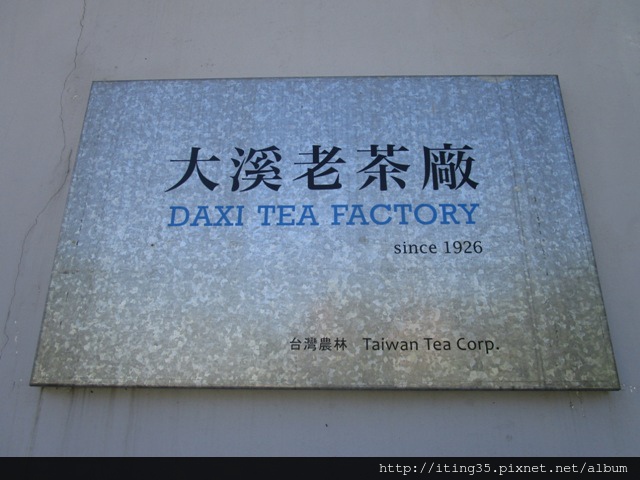 大溪老茶廠
DAXI TEA FACTORY
since 1926
台灣農林 Taiwan Tea Corp.
http://iting35.pixnet.net/album